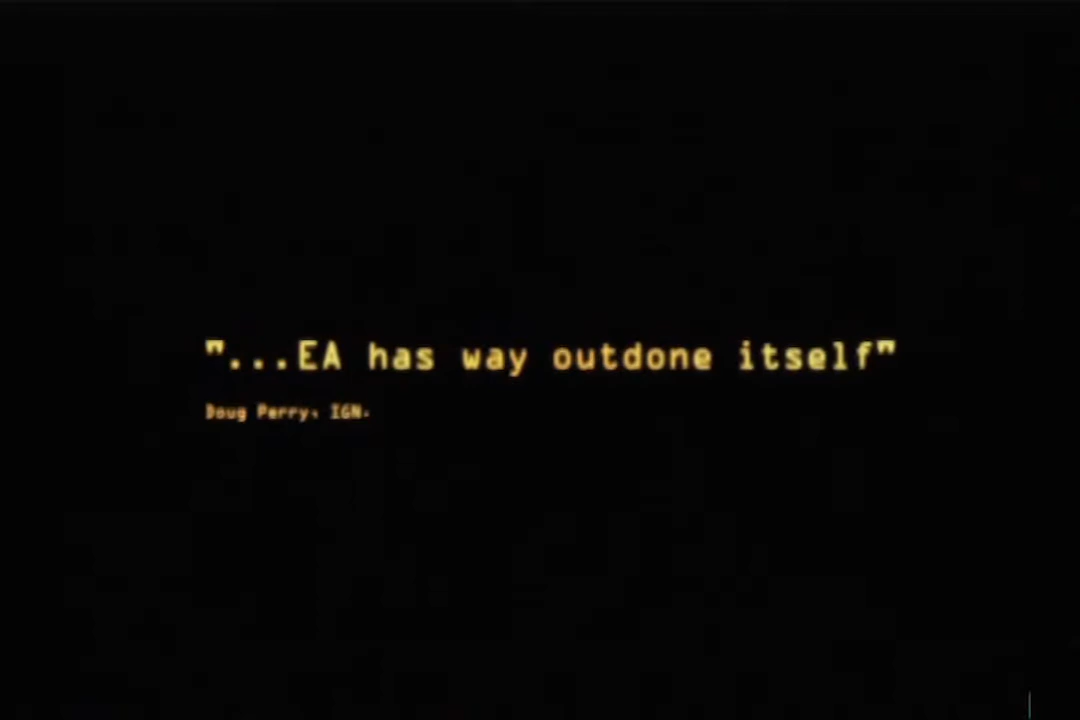 "...EA has way outdone itself"
Doug Perry, IGN.